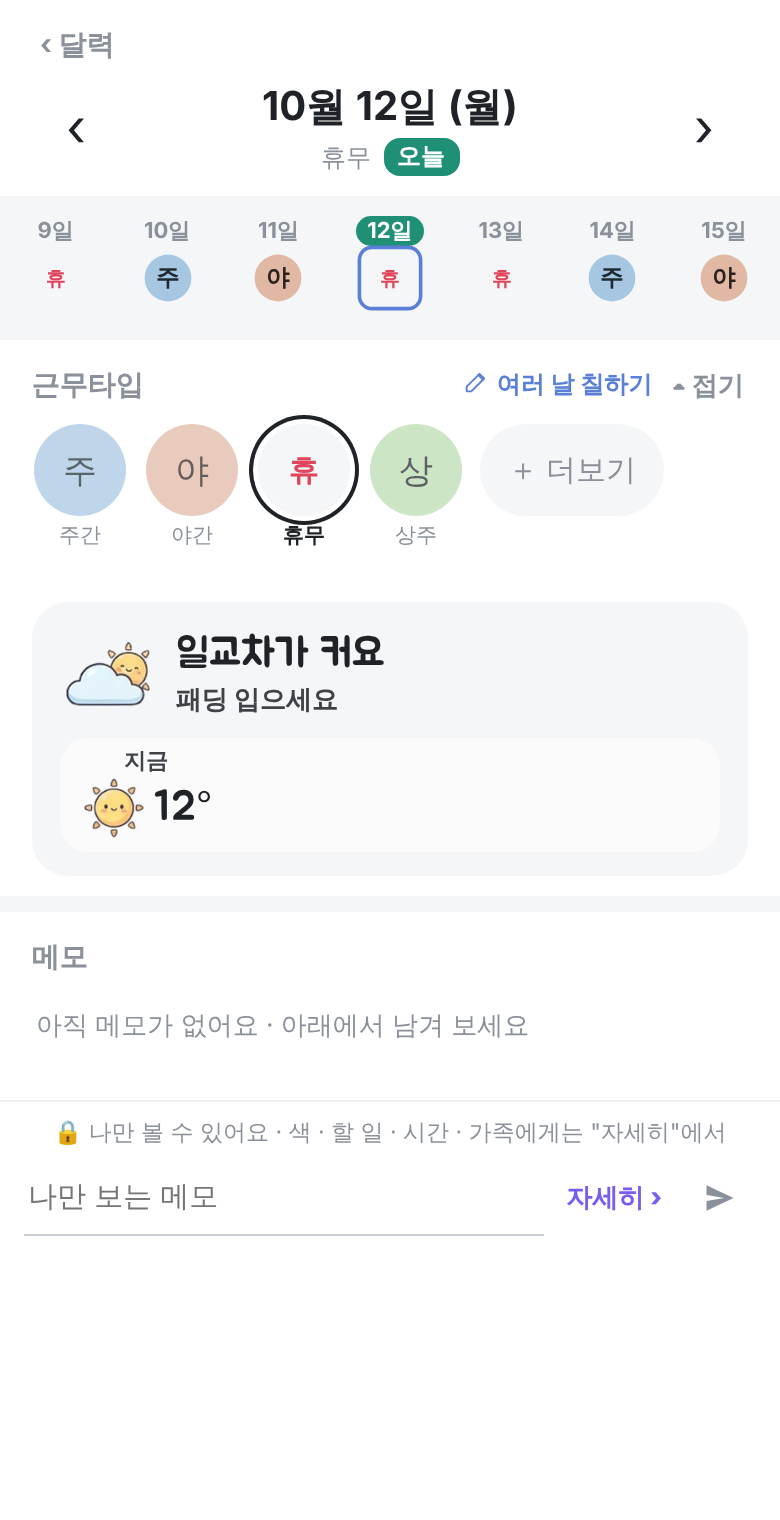 ‹ 달력
‹ 10월 12일 (월) ›
휴무 오늘
9일 10일 11일 12일 13일 14일 15일
휴 주 야 휴 휴 주 야
근무타입 여러 날 칠하기 접기
주 야 휴 상 + 더보기
주간 야간 휴무 상주
일교차가 커요
패딩 입으세요
지금
12°
메모
아직 메모가 없어요 · 아래에서 남겨 보세요
🔒 나만 볼 수 있어요 · 색 · 할 일 · 시간 · 가족에게는 "자세히"에서
나만 보는 메모 자세히 ›